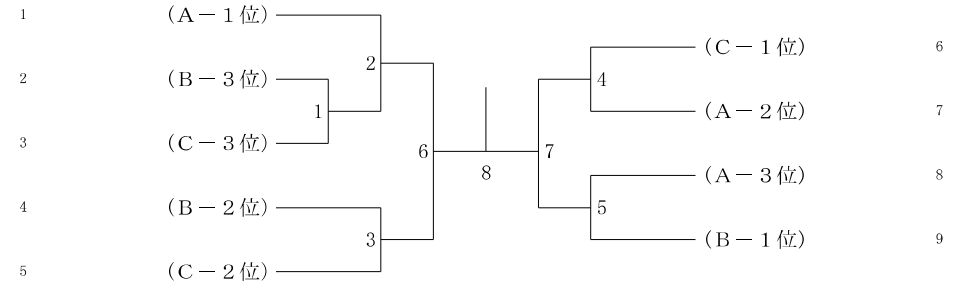 1 （A－1位）
2 （B－3位）
3 （C－3位）
4 （B－2位）
5 （C－2位）
2
1
3
6
8
7
4
5
（C－1位） 6
（A－2位） 7
（A－3位） 8
（B－1位） 9